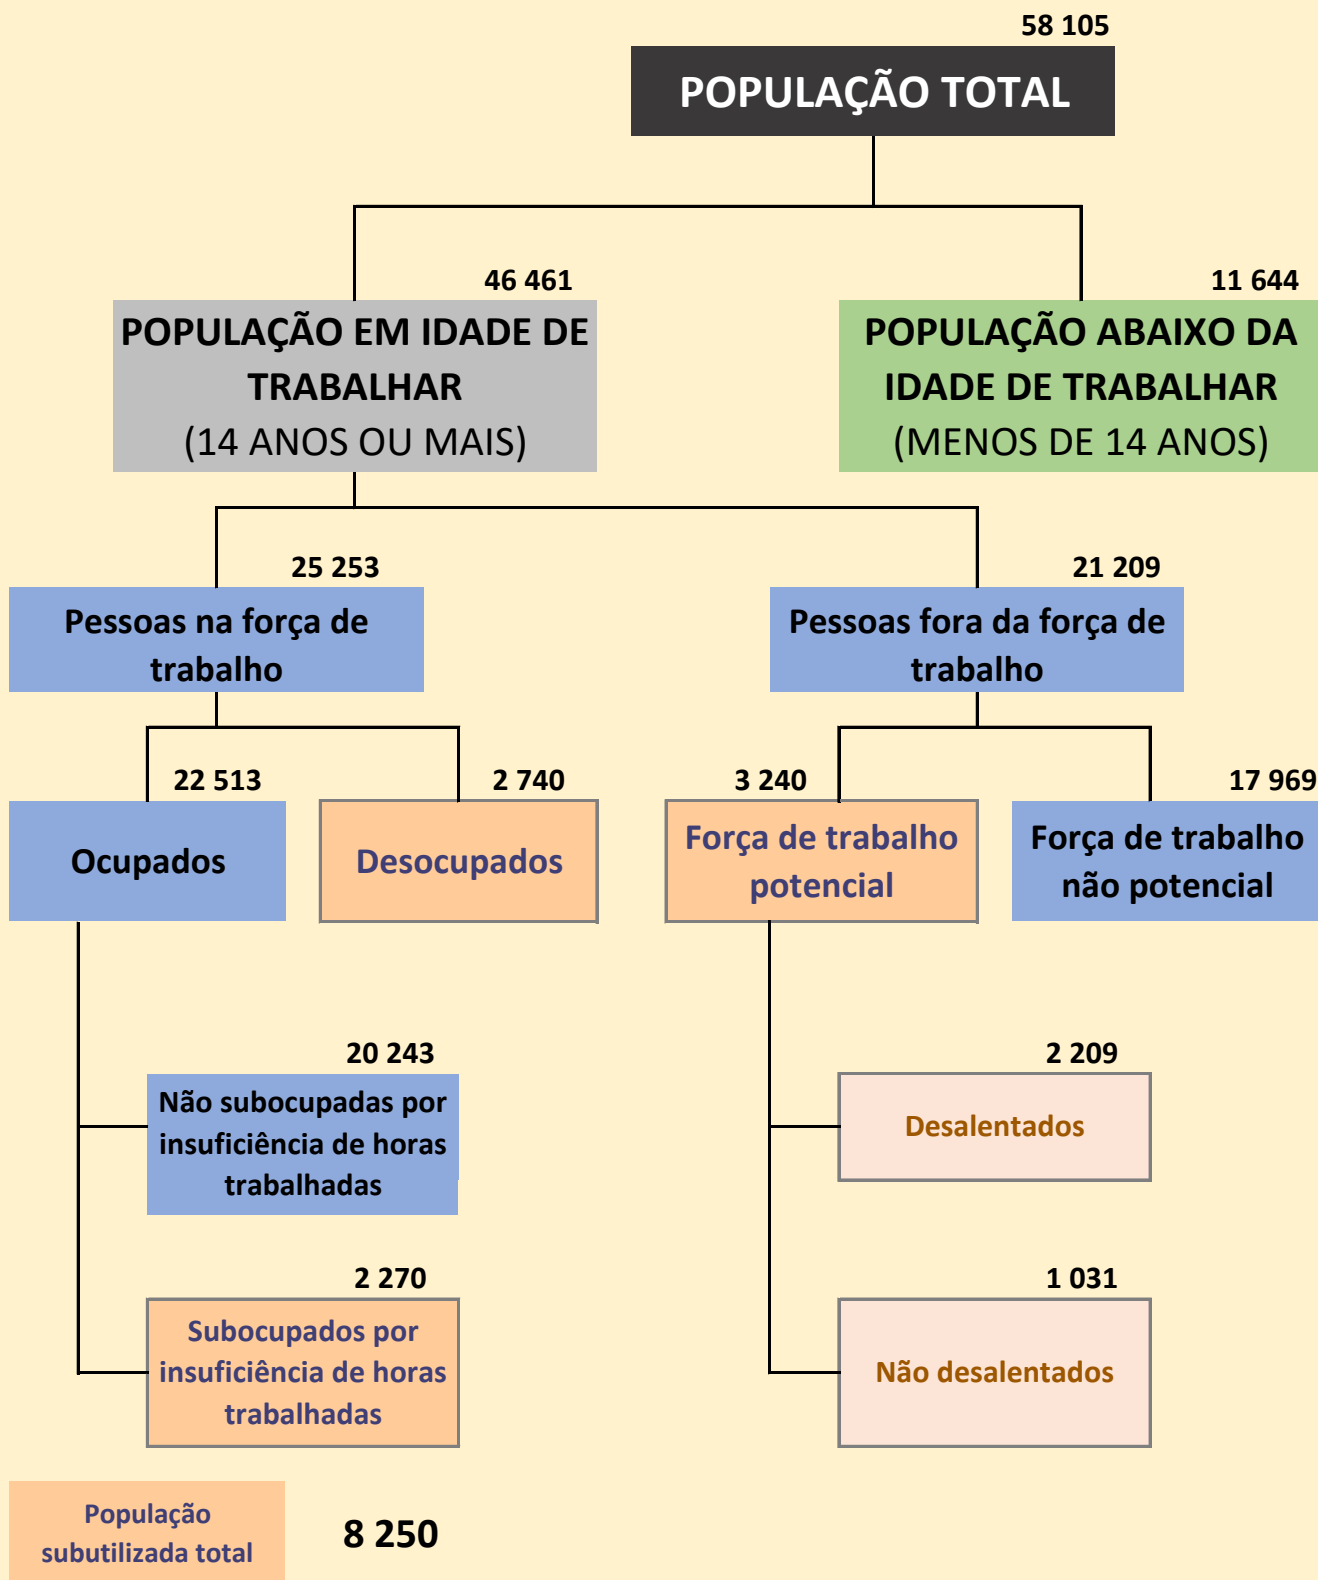 58 105
POPULAÇÃO TOTAL
46 461
POPULAÇÃO EM IDADE DE
TRABALHAR
(14 ANOS OU MAIS)
11 644
POPULAÇÃO ABAIXO DA
IDADE DE TRABALHAR
(MENOS DE 14 ANOS)
25 253
Pessoas na força de
trabalho
21 209
Pessoas fora da força de
trabalho
22 513
Ocupados
2 740
Desocupados
3 240
Força de trabalho
potencial
17 969
Força de trabalho
não potencial
20 243
Não subocupadas por
insuficiência de horas
trabalhadas
2 209
Desalentados
2 270
Subocupados por
insuficiência de horas
trabalhadas
1 031
Não desalentados
População
subutilizada total
8 250